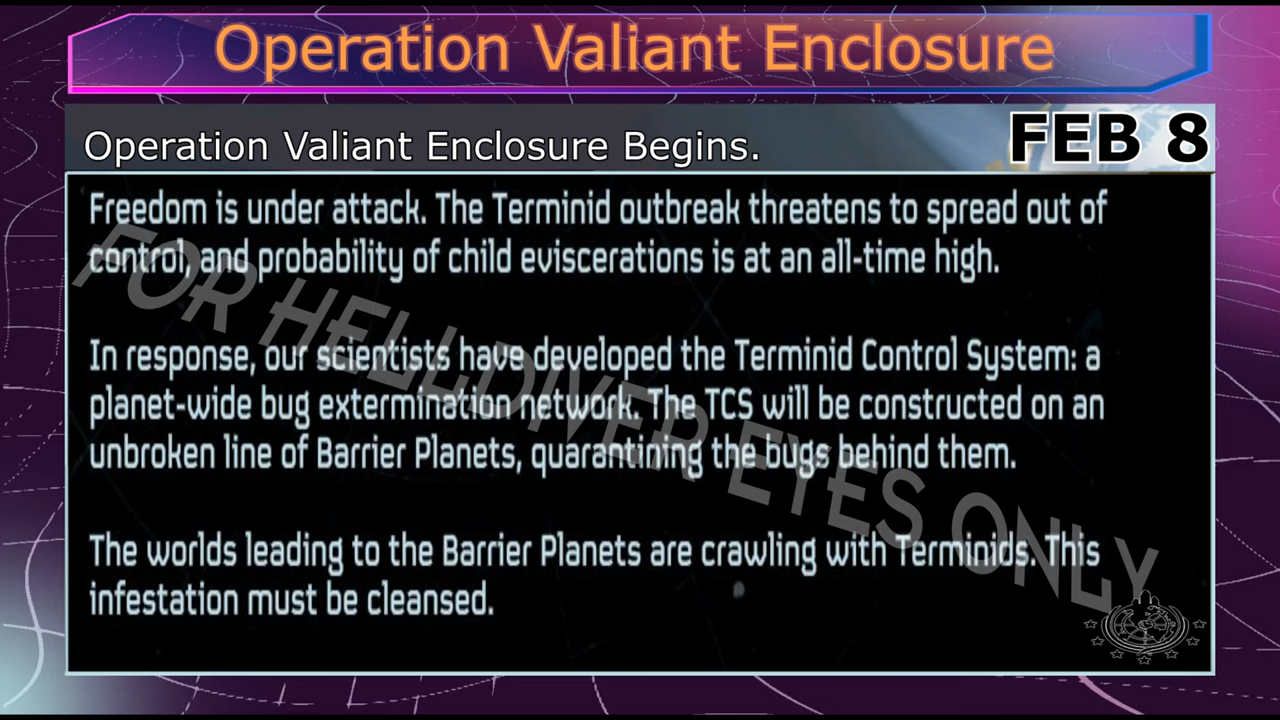 Operation Valiant Enclosure
Operation Valiant Enclosure Begins.
FEB 8
Freedom is under attack. The Terminid outbreak threatens to spread out of
control, and probability of child eviscerations is at an all-time high.
In response, our scientists have developed the Terminid Control System: a
planet-wide bug extermination network. The TCS will be constructed on an
unbroken line of Barrier Planets, quarantining the bugs behind them.
The worlds leading to the Barrier Planets are crawling with Terminids. This
infestation must be cleansed.
FOR HELLDIVER EYES ONLY